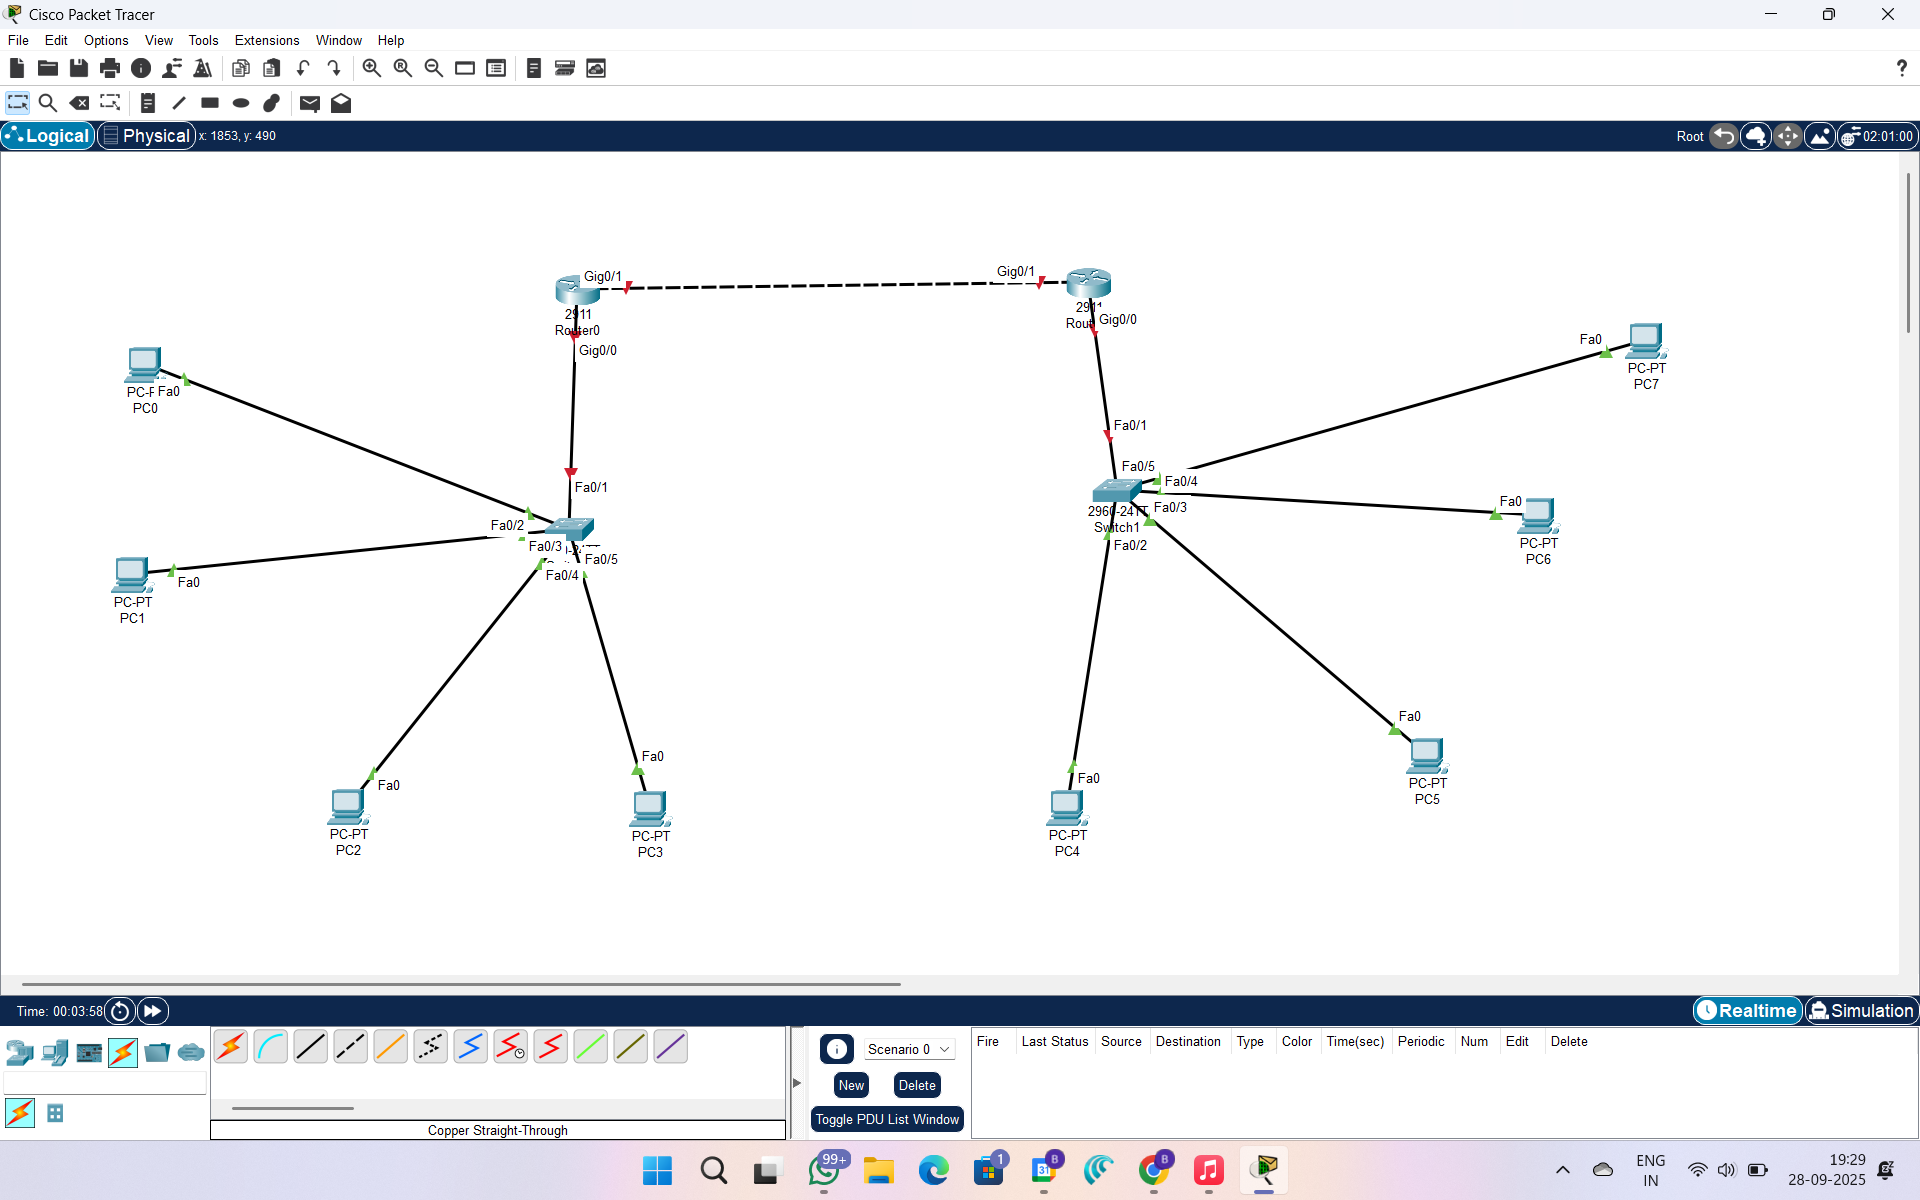 Cisco Packet Tracer
File Edit Options View Tools Extensions Window Help
Logical Physical x: 1853, y: 490 Root 02:01:00
Gig0/1
Gig0/1
2911
Router0
Gig0/0
Gig0/0
Fa0
PC-PT
PC7
Fa0
PC0
Fa0/1
Fa0/5
Fa0/4
Fa0/1
Fa0/3
Switch1
Fa0/2
Fa0
PC-PT
PC6
Fa0/2
Fa0/3
Fa0/5
Fa0/4
Fa0
PC-PT
PC1
Fa0
PC-PT
PC5
Fa0
PC-PT
PC2
Fa0
PC-PT
PC3
Fa0
PC-PT
PC4
Time: 00:03:58 Realtime Simulation
Scenario 0
New Delete
Toggle PDU List Window
Fire Last Status Source Destination Type Color Time(sec) Periodic Num Edit Delete
Copper Straight-Through
99+ 1 31 B B
ENG
IN
19:29
28-09-2025